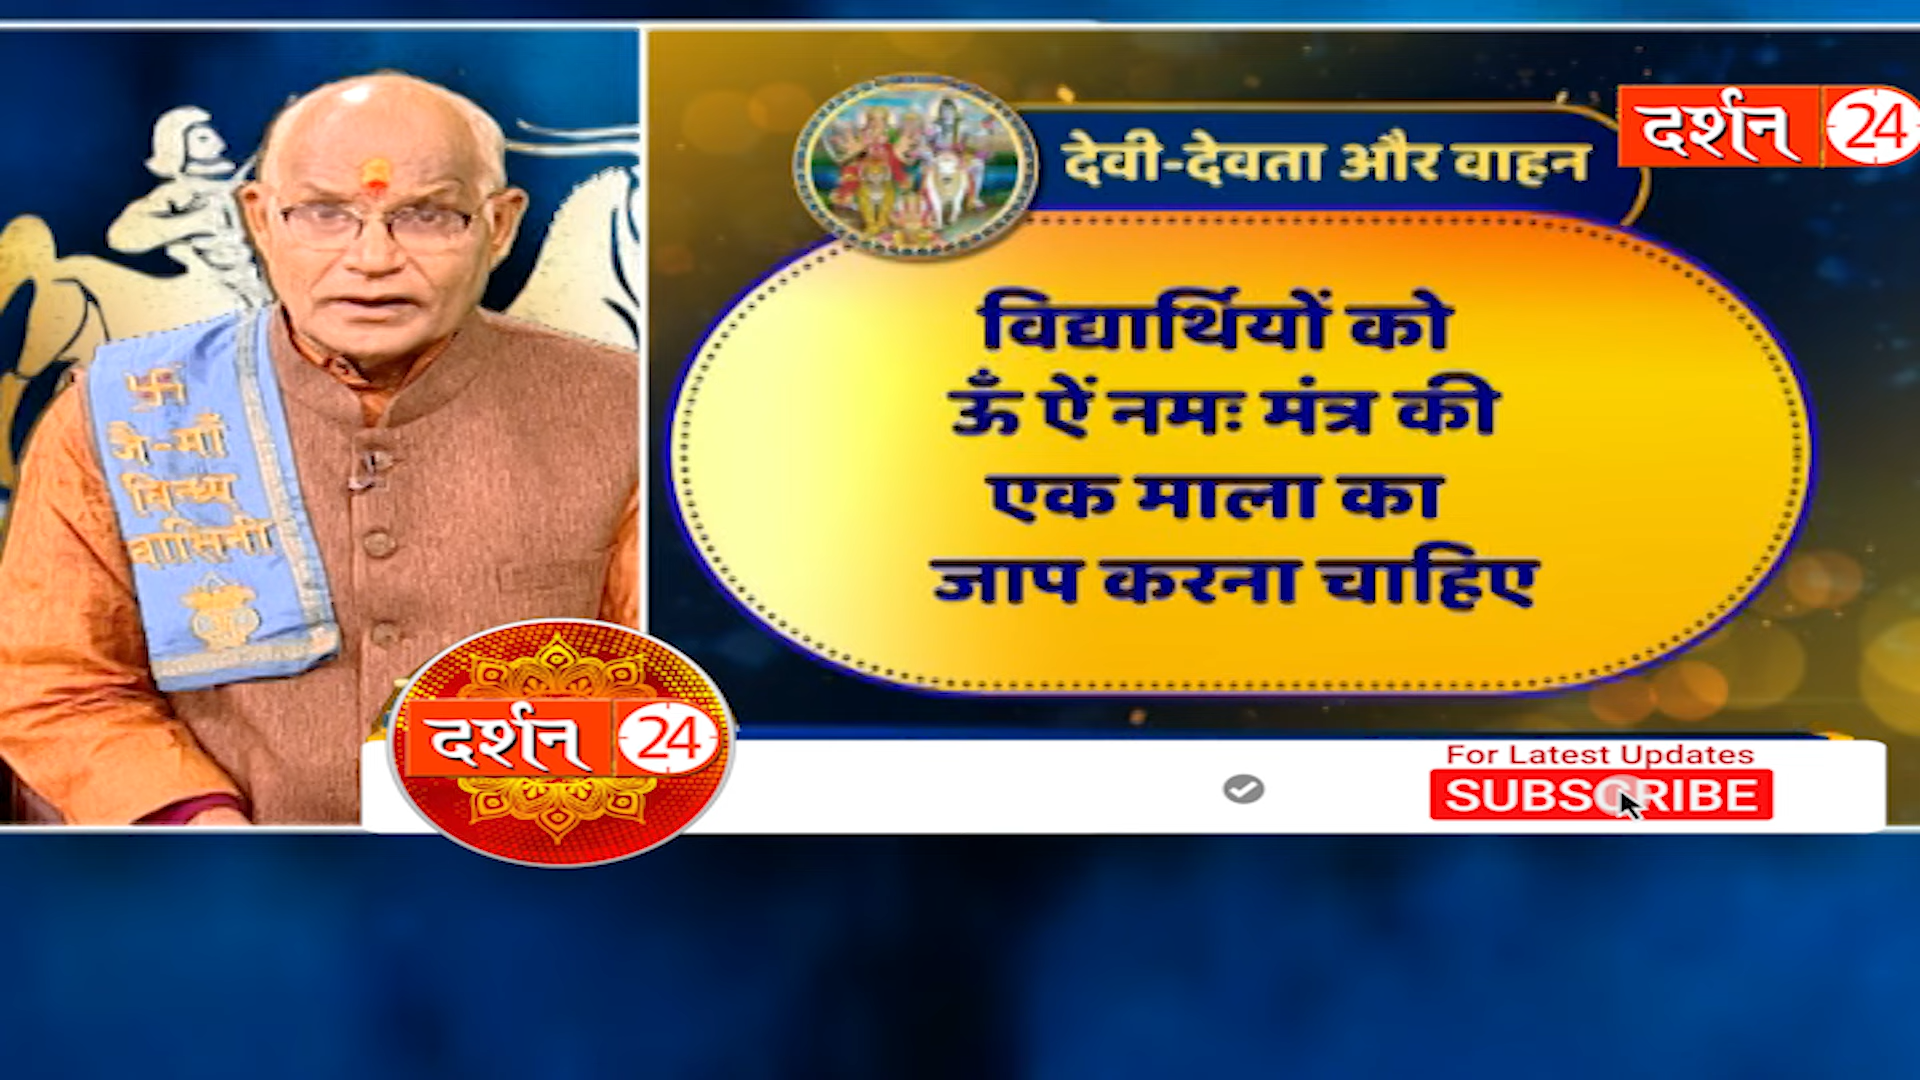 देवी-देवता और वाहन
दर्शन 24
विद्यार्थियों को
ऊँ ऐं नमः मंत्र की
एक माला का
जाप करना चाहिए
जै-माँ
विन्ध्य
वासिनी
दर्शन 24
For Latest Updates
SUBSCRIBE